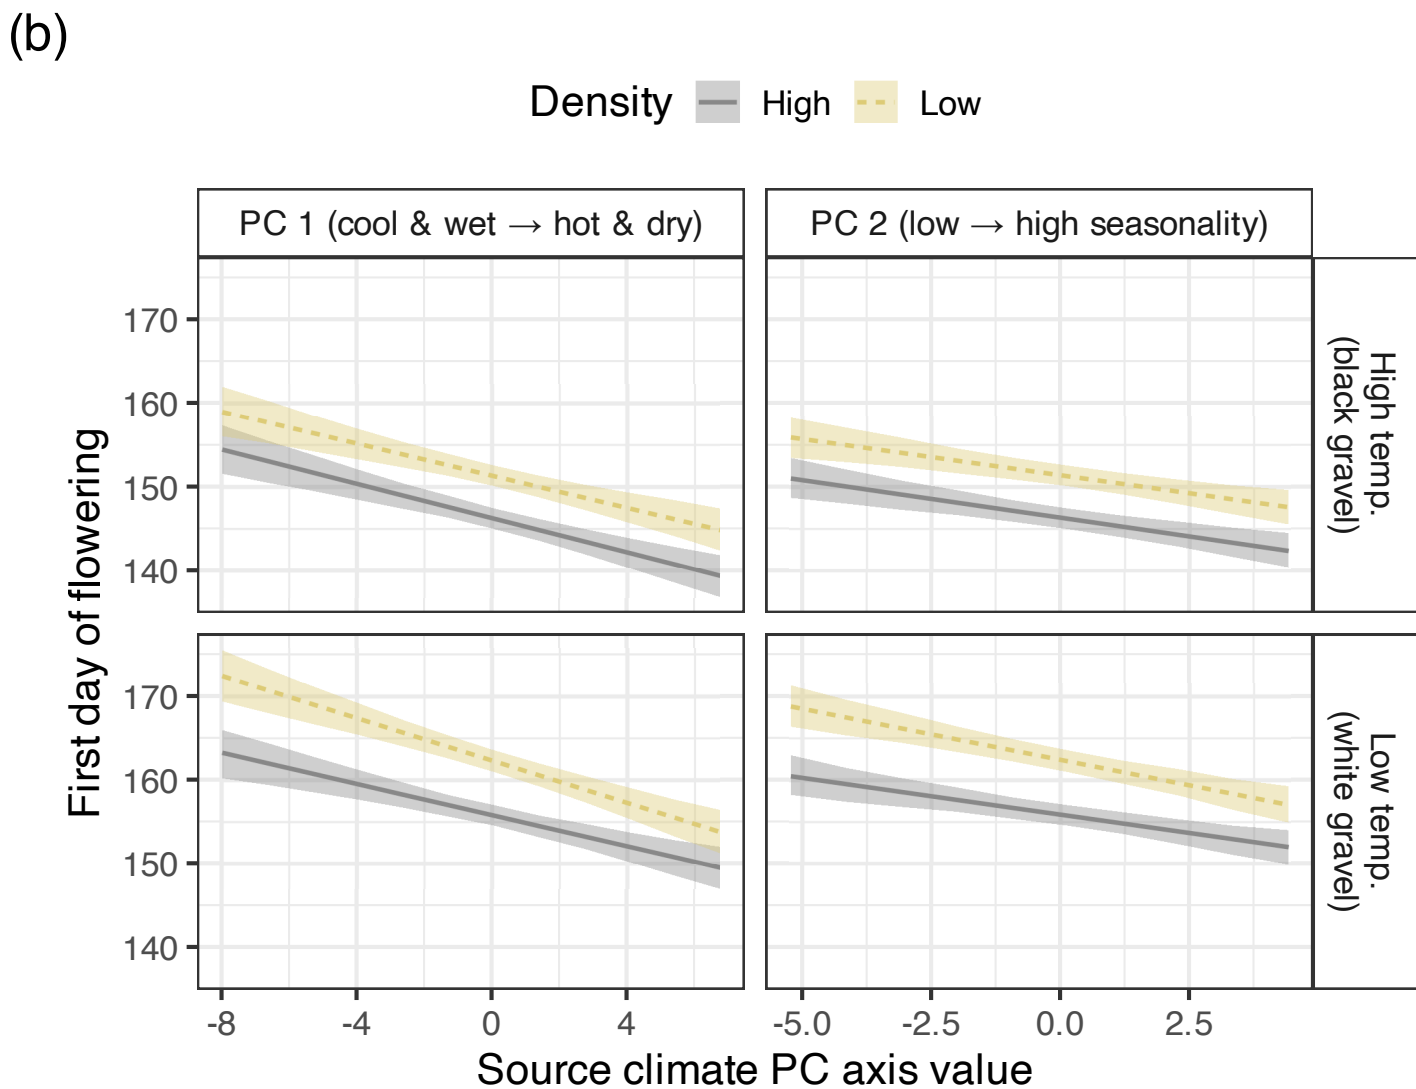 (b)
Density High Low
PC 1 (cool & wet → hot & dry)
PC 2 (low → high seasonality)
First day of flowering
170
160
150
140
High temp.
(black gravel)
170
160
150
140
Low temp.
(white gravel)
-8 -4 0 4
-5.0 -2.5 0.0 2.5
Source climate PC axis value